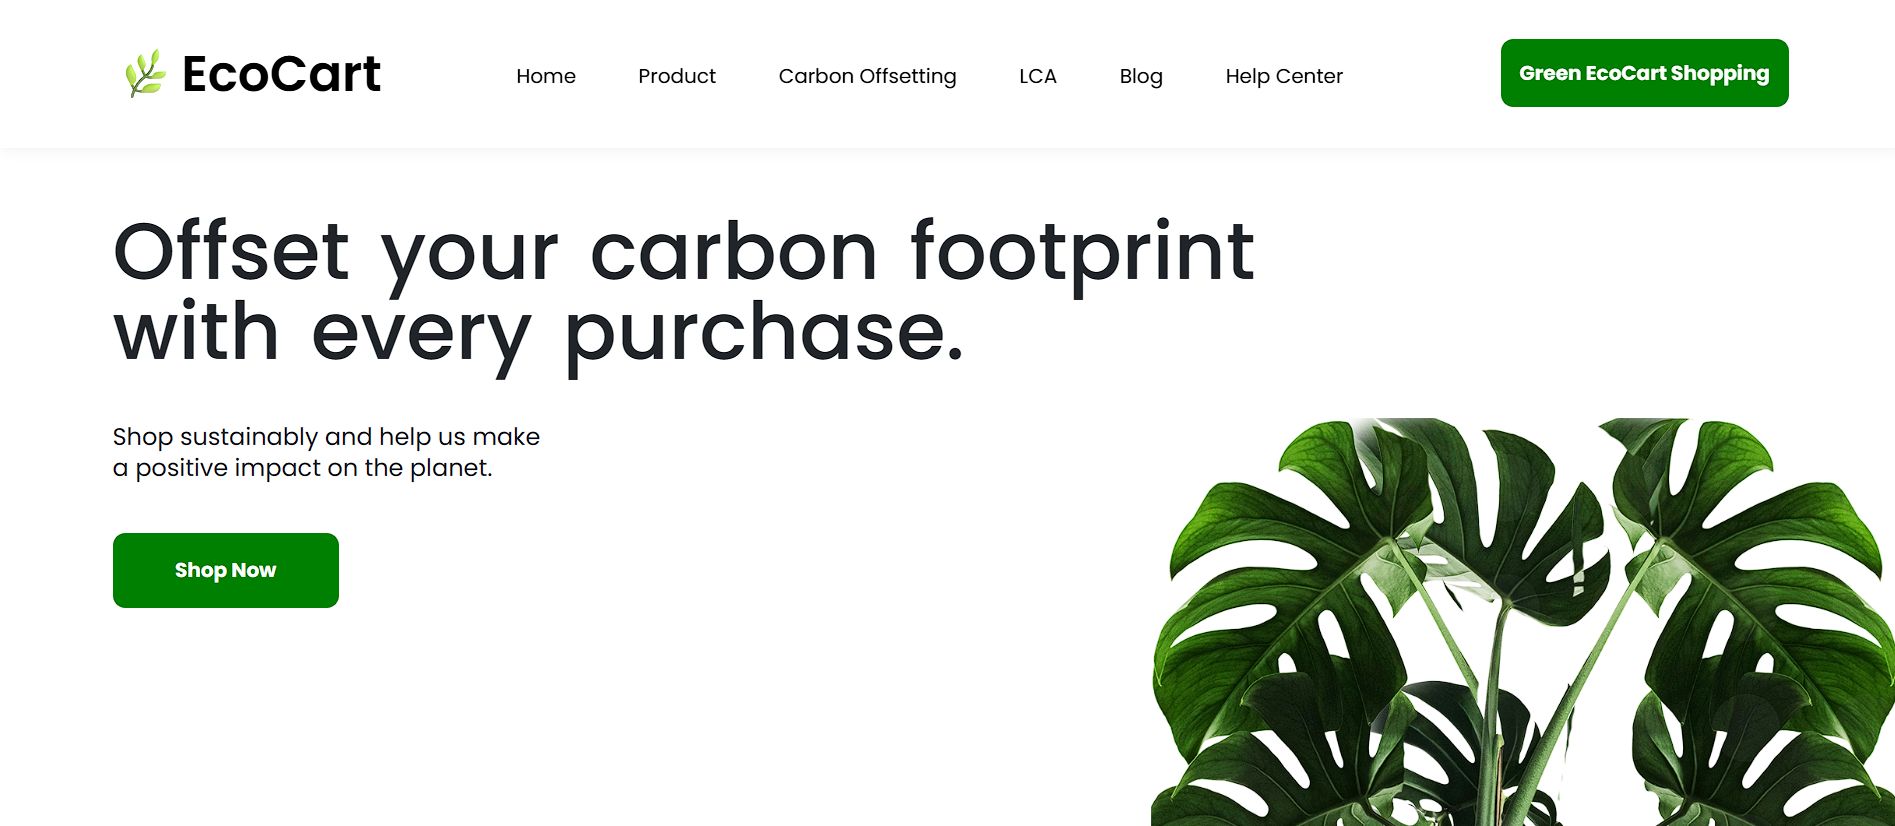 EcoCart
Home
Product
Carbon Offsetting
LCA
Blog
Help Center
Green EcoCart Shopping
Offset your carbon footprint
with every purchase.
Shop sustainably and help us make
a positive impact on the planet.
Shop Now